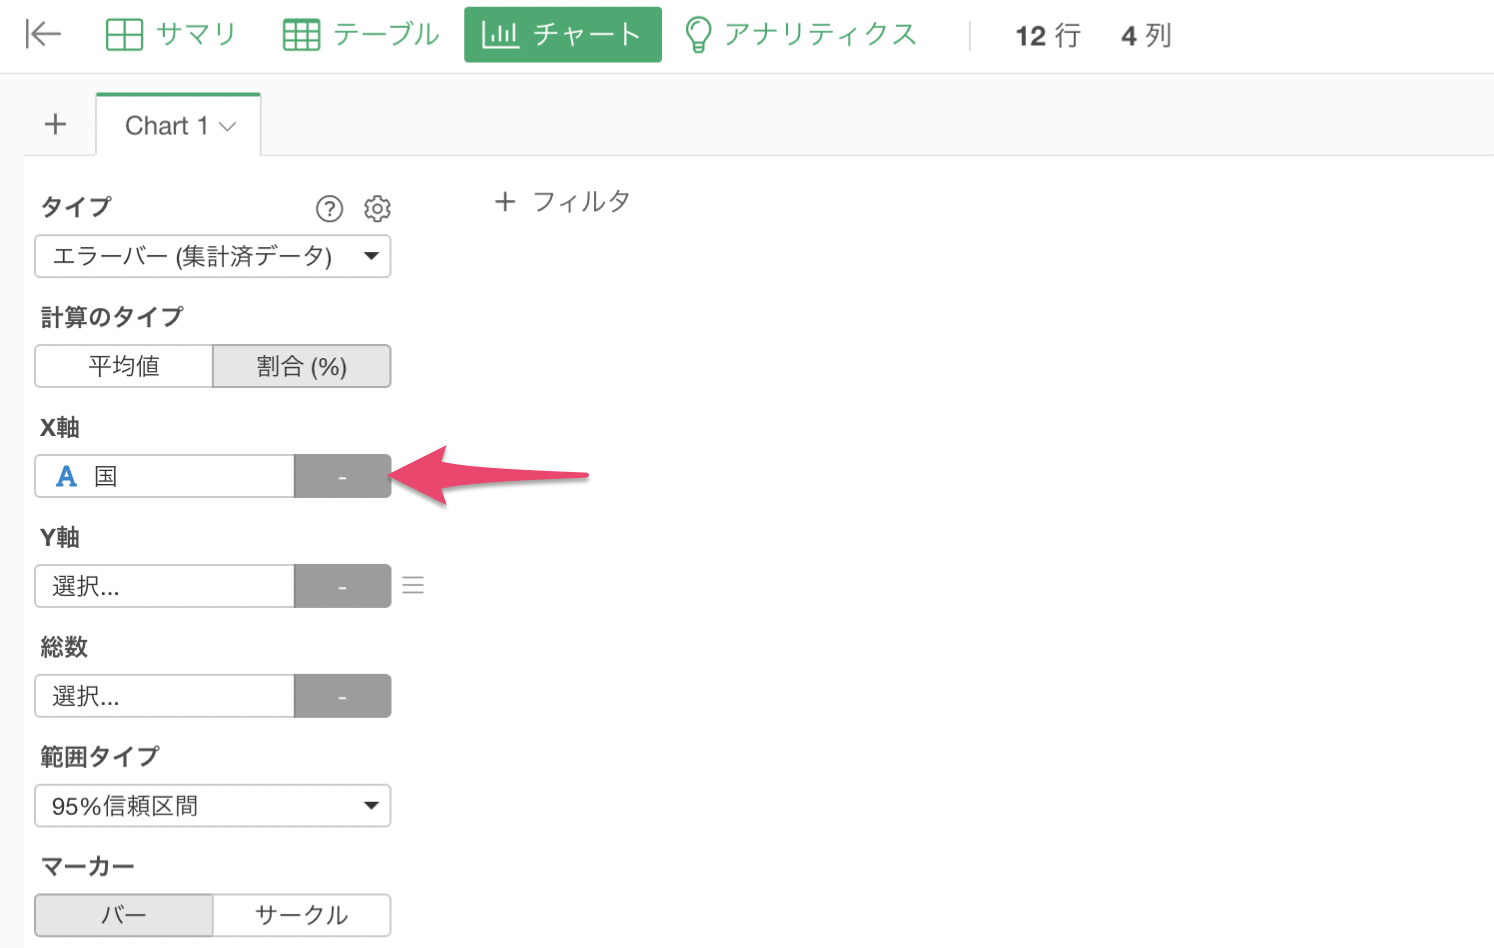 サマリ テーブル チャート アナリティクス 12 行 4 列
+ Chart 1
タイプ
+ フィルタ
エラーバー (集計済データ)
計算のタイプ
平均値 割合 (%)
X軸
A 国 -
Y軸
選択... -
総数
選択... -
範囲タイプ
95%信頼区間
マーカー
バー サークル